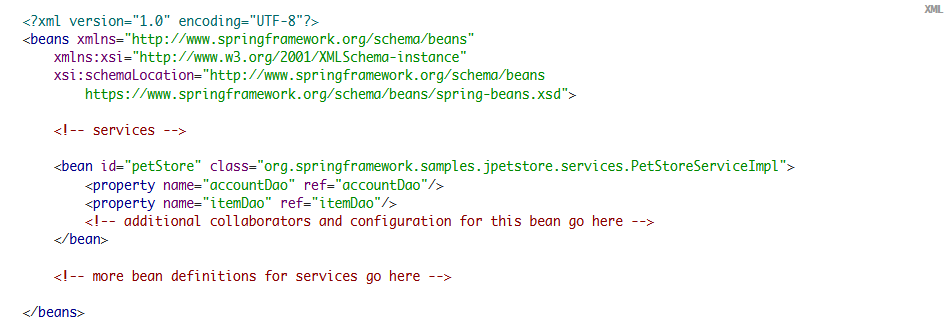 XML
<?xml version="1.0" encoding="UTF-8"?>
<beans xmlns="http://www.springframework.org/schema/beans"
    xmlns:xsi="http://www.w3.org/2001/XMLSchema-instance"
    xsi:schemaLocation="http://www.springframework.org/schema/beans
        https://www.springframework.org/schema/beans/spring-beans.xsd">

    <!-- services -->

    <bean id="petStore" class="org.springframework.samples.jpetstore.services.PetStoreServiceImpl">
        <property name="accountDao" ref="accountDao"/>
        <property name="itemDao" ref="itemDao"/>
        <!-- additional collaborators and configuration for this bean go here -->
    </bean>

    <!-- more bean definitions for services go here -->

</beans>